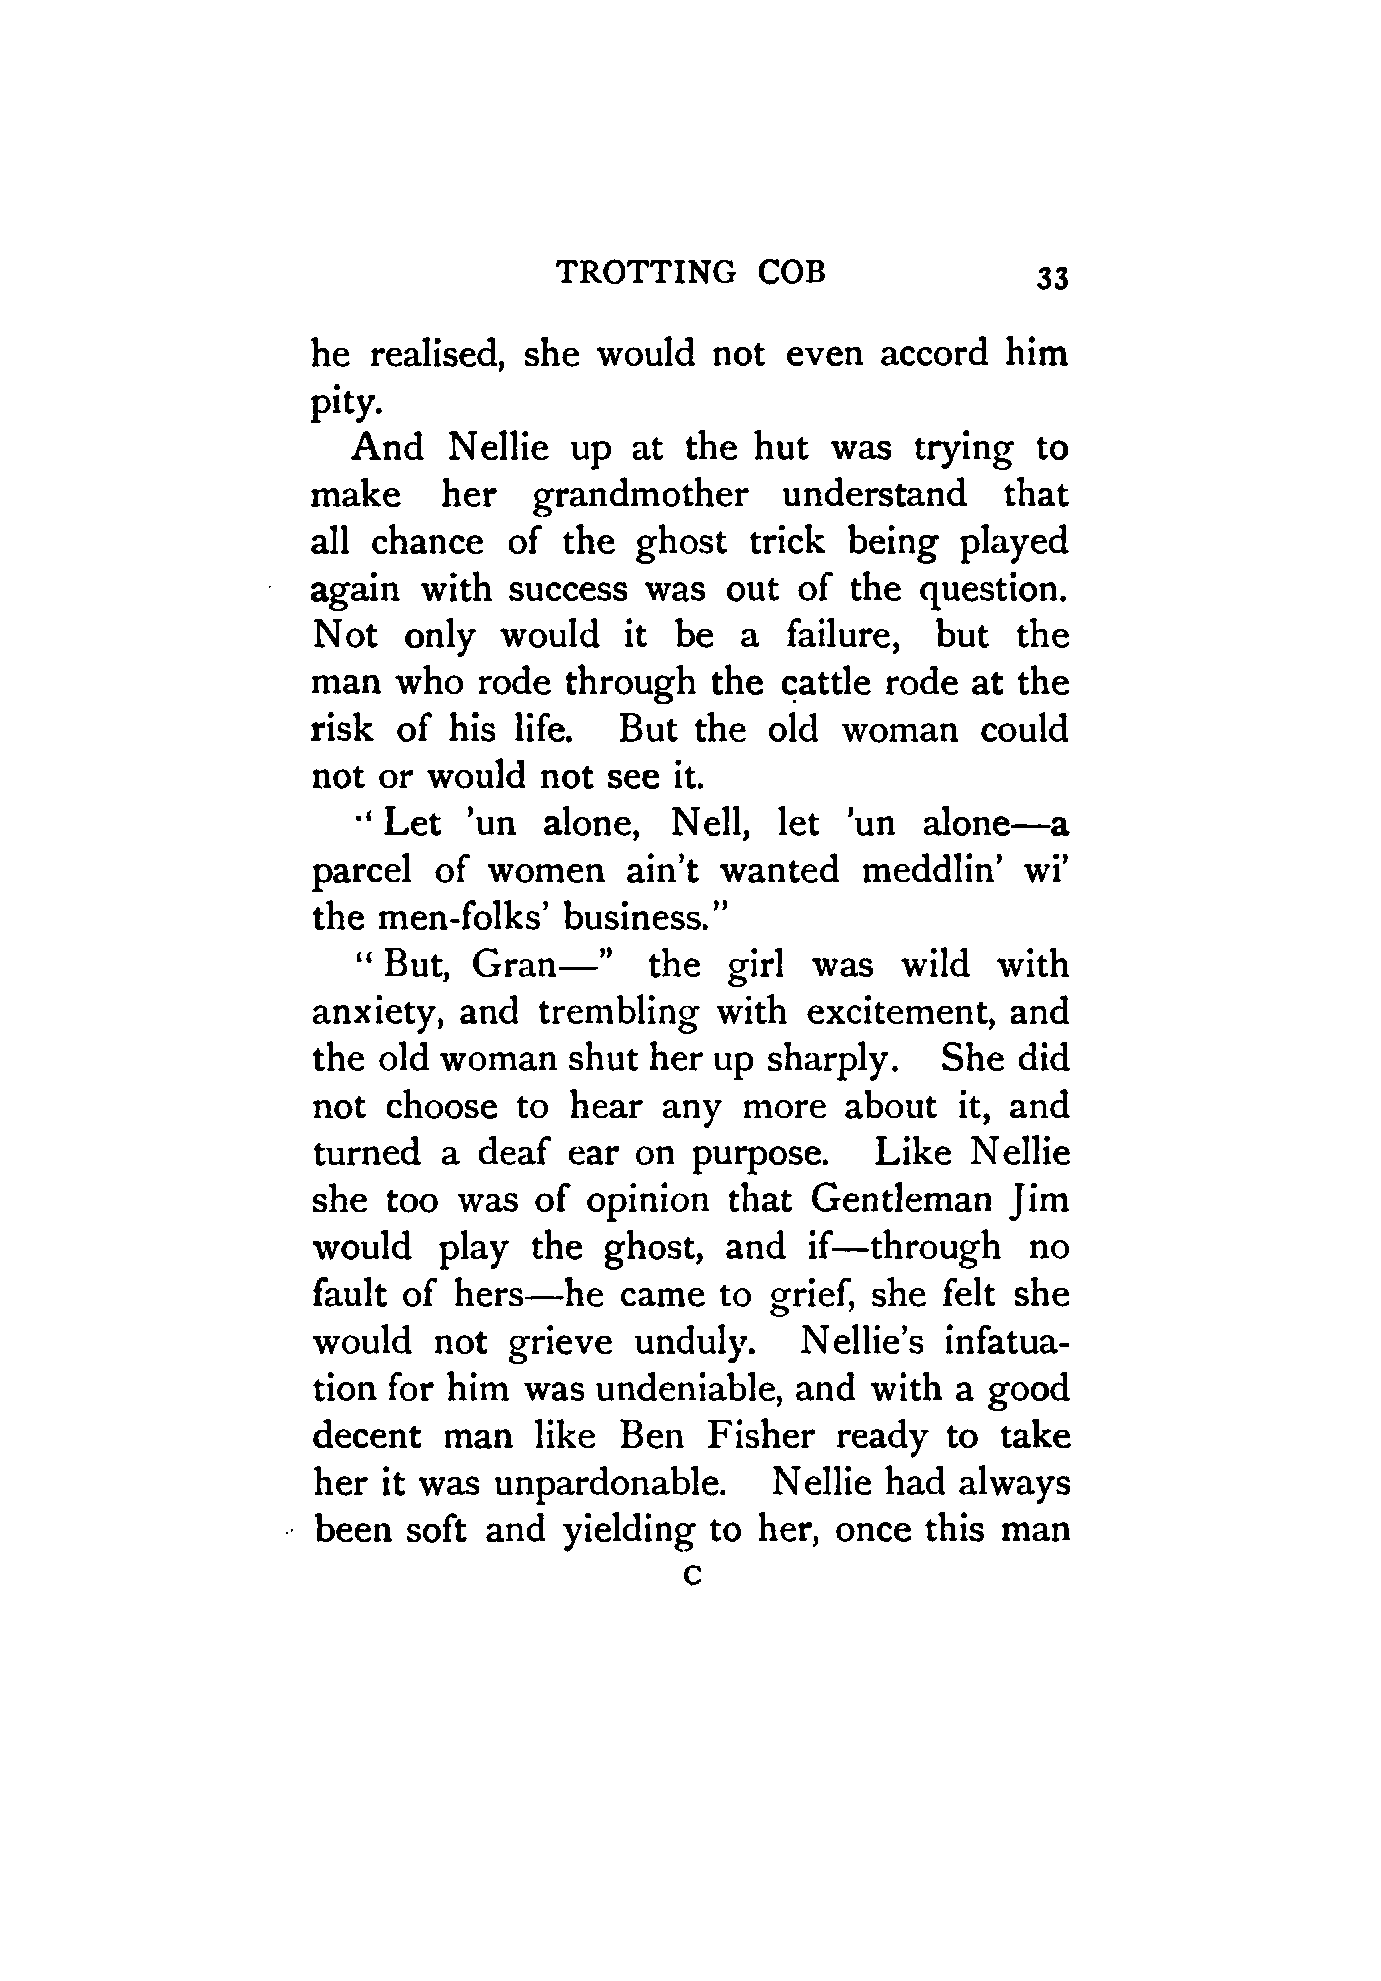 TROTTING COB 33
he realised, she would not even accord him
pity.
And Nellie up at the hut was trying to
make her grandmother understand that
all chance of the ghost trick being played
again with success was out of the question.
Not only would it be a failure, but the
man who rode through the cattle rode at the
risk of his life. But the old woman could
not or would not see it.
" Let 'un alone, Nell, let 'un alone—a
parcel of women ain't wanted meddlin' wi'
the men-folks' business."
" But, Gran—" the girl was wild with
anxiety, and trembling with excitement, and
the old woman shut her up sharply. She did
not choose to hear any more about it, and
turned a deaf ear on purpose. Like Nellie
she too was of opinion that Gentleman Jim
would play the ghost, and if—through no
fault of hers—he came to grief, she felt she
would not grieve unduly. Nellie's infatua-
tion for him was undeniable, and with a good
decent man like Ben Fisher ready to take
her it was unpardonable. Nellie had always
been soft and yielding to her, once this man
C